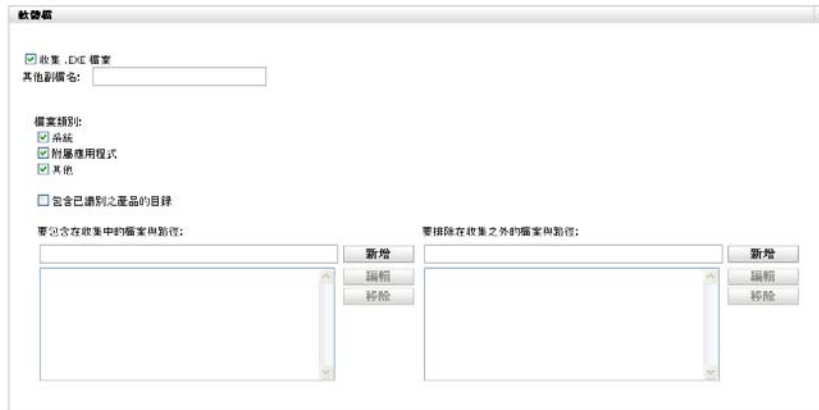 軟體檔
收集 .EXE 檔案
其他副檔名:
檔案類別:
系統
附屬應用程式
其他
包含已識別之產品的目錄
要包含在收集中的檔案與路徑:
要排除在收集之外的檔案與路徑:
新增
新增
編輯
編輯
移除
移除